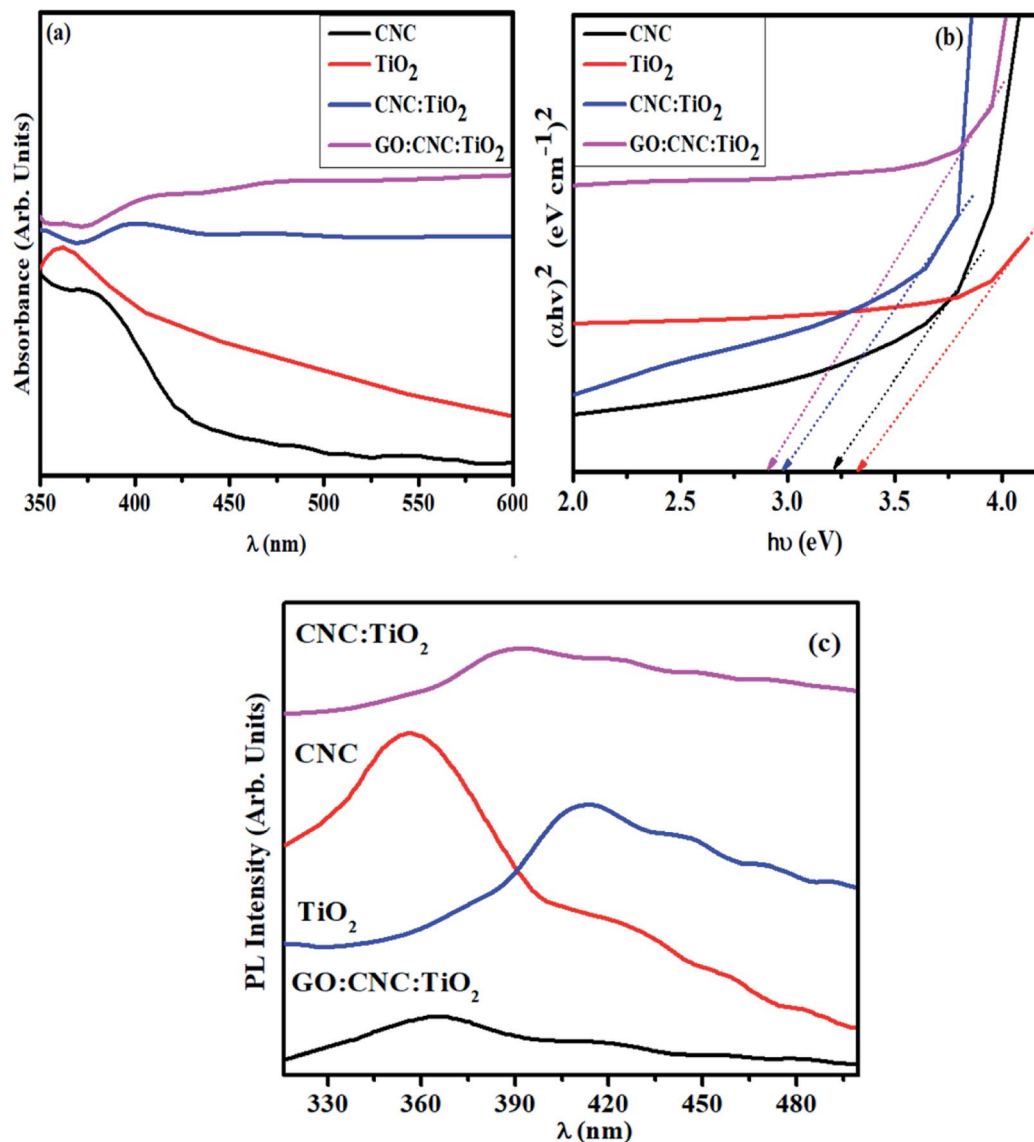 (a)
CNC
TiO₂
CNC:TiO₂
GO:CNC:TiO₂
Absorbance (Arb. Units)
350 400 450 500 550 600
λ (nm)
(b)
CNC
TiO₂
CNC:TiO₂
GO:CNC:TiO₂
(αhν)² (eV cm⁻¹)²
2.0 2.5 3.0 3.5 4.0
hυ (eV)
(c)
CNC:TiO₂
CNC
TiO₂
GO:CNC:TiO₂
PL Intensity (Arb. Units)
330 360 390 420 450 480
λ (nm)